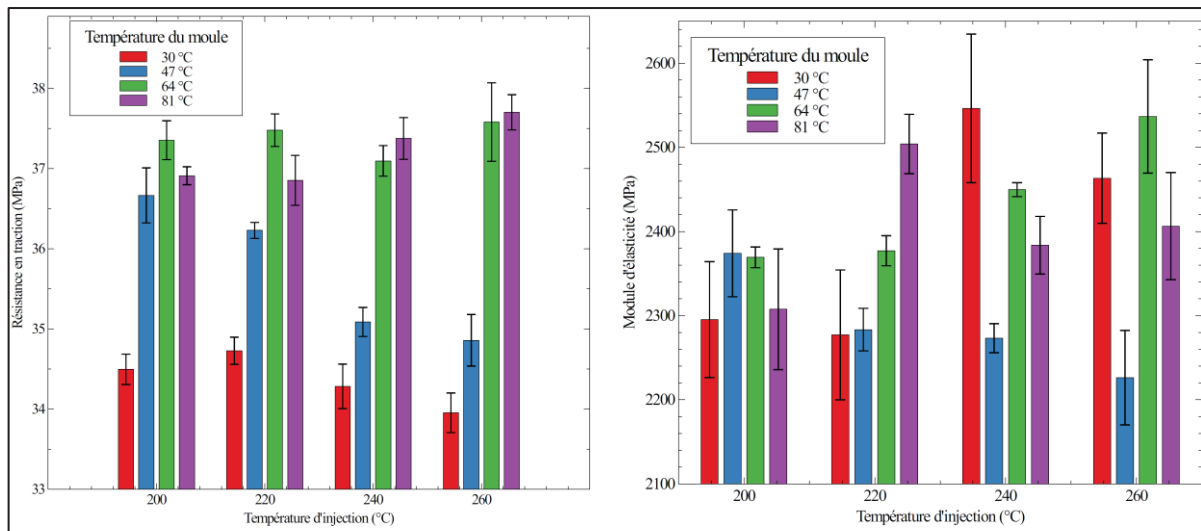 Température du moule
30 °C
47 °C
64 °C
81 °C
Résistance en traction (MPa)
38
37
36
35
34
33
200 220 240 260
Température d'injection (°C)
Température du moule
30 °C
47 °C
64 °C
81 °C
Module d'élasticité (MPa)
2600
2500
2400
2300
2200
2100
200 220 240 260
Température d'injection (°C)